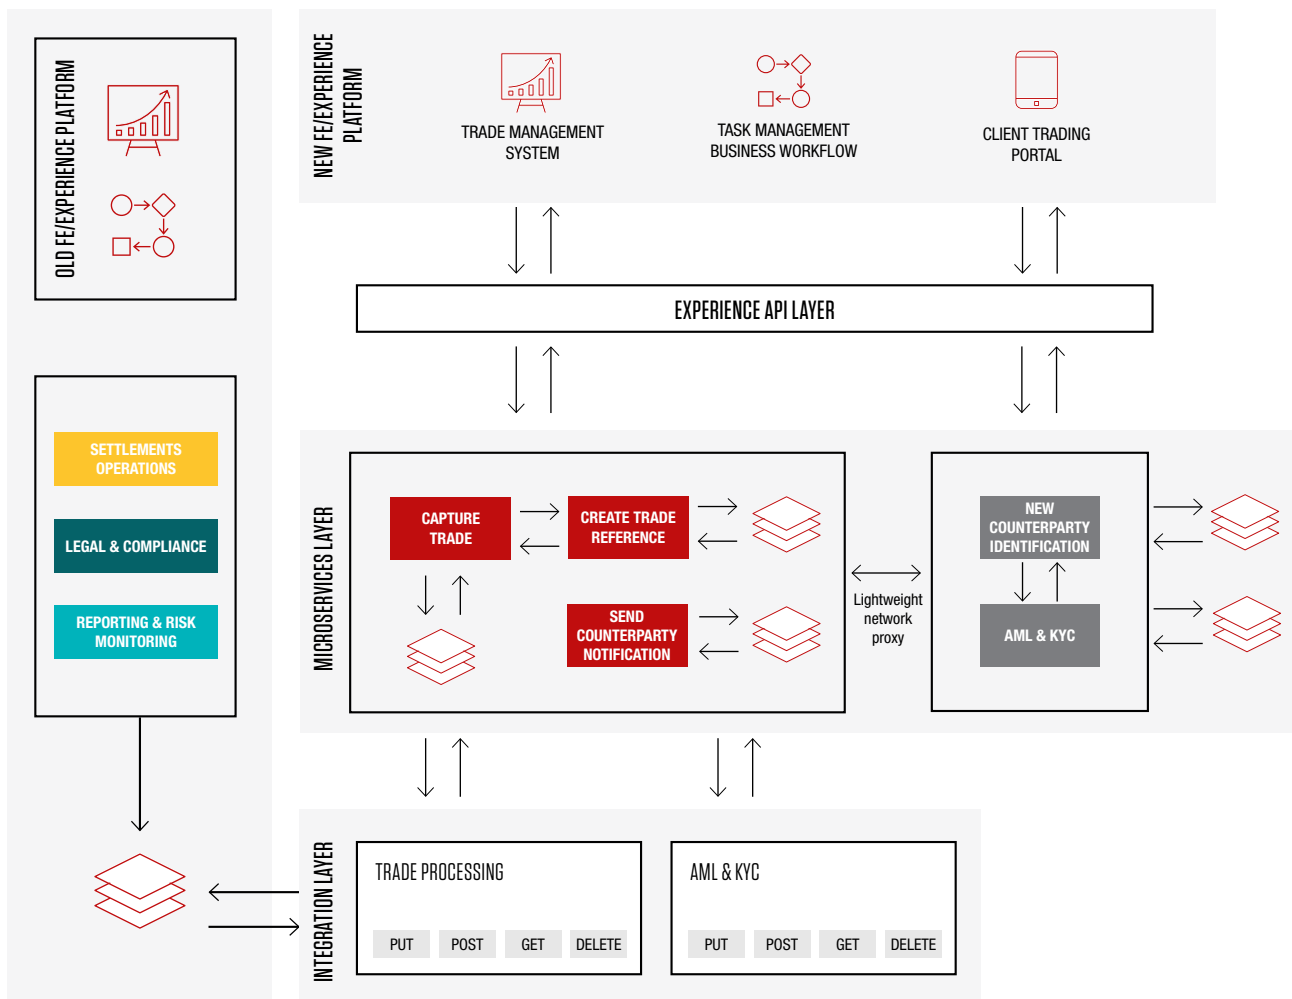 OLD FE/EXPERIENCE PLATFORM
NEW FE/EXPERIENCE
PLATFORM
TRADE MANAGEMENT
SYSTEM
TASK MANAGEMENT
BUSINESS WORKFLOW
CLIENT TRADING
PORTAL
EXPERIENCE API LAYER
SETTLEMENTS
OPERATIONS
LEGAL & COMPLIANCE
REPORTING & RISK
MONITORING
MICROSERVICES LAYER
CAPTURE
TRADE
CREATE TRADE
REFERENCE
SEND
COUNTERPARTY
NOTIFICATION
Lightweight
network
proxy
NEW
COUNTERPARTY
IDENTIFICATION
AML & KYC
INTEGRATION LAYER
TRADE PROCESSING
PUT
POST
GET
DELETE
AML & KYC
PUT
POST
GET
DELETE